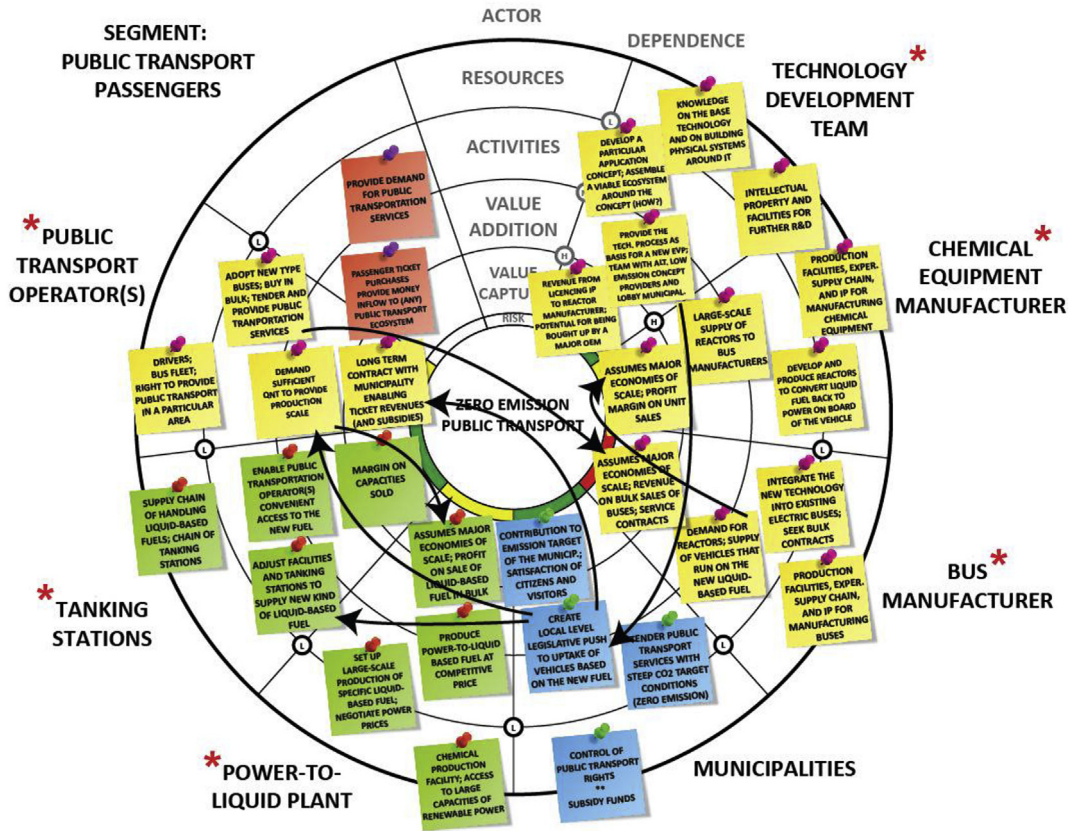 SEGMENT:
PUBLIC TRANSPORT
PASSENGERS
ACTOR
DEPENDENCE
RESOURCES
ACTIVITIES
VALUE
ADDITION
VALUE
CAPTU
RISK
ZERO EMISSION
PUBLIC TRANSPORT
*TECHNOLOGY
DEVELOPMENT
TEAM
KNOWLEDGE
ON THE BASE
TECHNOLOGY
AND ON BUILDING
PHYSICAL SYSTEMS
AROUND IT
L
DEVELOP A
PARTICULAR
APPLICATION
CONCEPT; ASSEMBLE
A VIABLE ECOSYSTEM
AROUND THE
CONCEPT (HOW?)
INTELLECTUAL
PROPERTY AND
FACILITIES FOR
FURTHER R&D
PROVIDE THE
TECH. PROCESS AS
BASIS FOR A NEW EVP;
TEAM WITH ALT. LOW
EMISSION CONCEPT
PROVIDERS AND
LOBBY MUNICIPAL.
H
REVENUE FROM
LICENCING IP
TO REACTOR
MANUFACTURER;
POTENTIAL FOR BEING
BOUGHT UP BY A
MAJOR OEM
CHEMICAL*
EQUIPMENT
MANUFACTURER
PRODUCTION
FACILITIES, EXPER.
SUPPLY CHAIN,
AND IP FOR
MANUFACTURING
CHEMICAL
EQUIPMENT
H
LARGE-SCALE
SUPPLY OF
REACTORS TO
BUS
MANUFACTURERS
DEVELOP AND
PRODUCE REACTORS
TO CONVERT LIQUID
FUEL BACK TO
POWER ON BOARD
OF THE VEHICLE
ASSUMES MAJOR
ECONOMIES OF
SCALE; PROFIT
MARGIN ON
UNIT SALES
L
BUS*
MANUFACTURER
ASSUMES MAJOR
ECONOMIES OF
SCALE; REVENUE
ON BULK SALES OF
BUSES; SERVICE
CONTRACTS
INTEGRATE THE
NEW TECHNOLOGY
INTO EXISTING
ELECTRIC BUSES;
SEEK BULK
CONTRACTS
DEMAND FOR
REACTORS; SUPPLY
OF VEHICLES THAT
RUN ON THE
NEW LIQUID-
BASED FUEL
PRODUCTION
FACILITIES, EXPER.
SUPPLY CHAIN,
AND IP FOR
MANUFACTURING
BUSES
L
MUNICIPALITIES
CONTRIBUTION TO
EMISSION TARGET
OF THE MUNICIP.;
SATISFACTION OF
CITIZENS AND
VISITORS
CREATE
LOCAL LEVEL
LEGISLATIVE PUSH
TO UPTAKE OF
VEHICLES BASED
ON THE NEW FUEL
TENDER PUBLIC
TRANSPORT
SERVICES WITH
STEEP CO2 TARGET
CONDITIONS
(ZERO EMISSION)
CONTROL OF
PUBLIC TRANSPORT
RIGHTS
**
SUBSIDY FUNDS
L
*POWER-TO-
LIQUID PLANT
ASSUMES MAJOR
ECONOMIES OF
SCALE; PROFIT
ON SALE OF
LIQUID-BASED
FUEL IN BULK
PRODUCE
POWER-TO-LIQUID
BASED FUEL AT
COMPETITIVE
PRICE
SET UP
LARGE-SCALE
PRODUCTION OF
SPECIFIC LIQUID-
BASED FUEL;
NEGOTIATE POWER
PRICES
CHEMICAL
PRODUCTION
FACILITY; ACCESS
TO LARGE
CAPACITIES OF
RENEWABLE POWER
L
*TANKING
STATIONS
MARGIN ON
CAPACITIES
SOLD
ENABLE PUBLIC
TRANSPORTATION
OPERATOR(S)
CONVENIENT
ACCESS TO THE
NEW FUEL
SUPPLY CHAIN
OF HANDLING
LIQUID-BASED
FUELS; CHAIN OF
TANKING
STATIONS
ADJUST FACILITIES
AND TANKING
STATIONS TO
SUPPLY NEW KIND
OF LIQUID-BASED
FUEL
L
*PUBLIC
TRANSPORT
OPERATOR(S)
L
ADOPT NEW TYPE
BUSES; BUY IN
BULK; TENDER AND
PROVIDE PUBLIC
TRANPORTATION
SERVICES
DRIVERS;
BUS FLEET;
RIGHT TO PROVIDE
PUBLIC TRANSPORT
IN A PARTICULAR
AREA
DEMAND
SUFFICIENT
QNT TO PROVIDE
PRODUCTION
SCALE
LONG TERM
CONTRACT WITH
MUNICIPALITY
ENABLING
TICKET REVENUES
(AND SUBSIDIES)
PROVIDE DEMAND
FOR PUBLIC
TRANSPORTATION
SERVICES
PASSENGER TICKET
PURCHASES
PROVIDE MONEY
INFLOW TO (ANY)
PUBLIC TRANSPORT
ECOSYSTEM